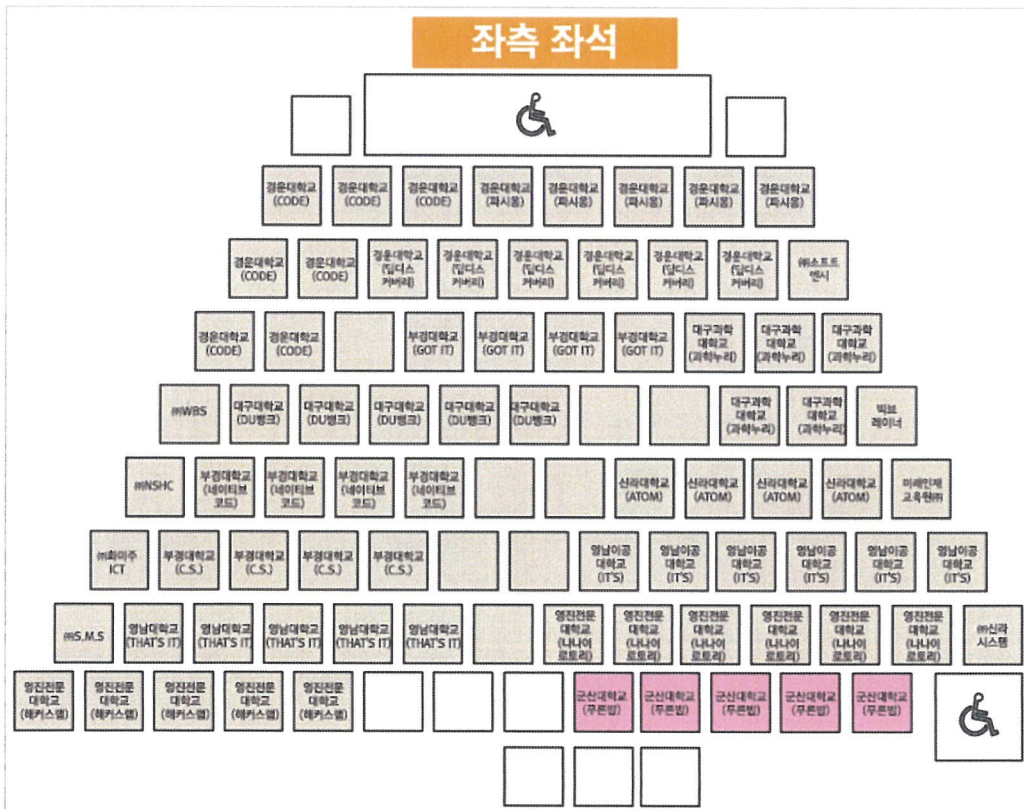 좌측 좌석
경운대학교
(CODE)
경운대학교
(CODE)
경운대학교
(CODE)
경운대학교
(파시옹)
경운대학교
(파시옹)
경운대학교
(파시옹)
경운대학교
(파시옹)
경운대학교
(파시옹)
경운대학교
(CODE)
경운대학교
(CODE)
경운대학교
(딥디스
커버리)
경운대학교
(딥디스
커버리)
경운대학교
(딥디스
커버리)
경운대학교
(딥디스
커버리)
경운대학교
(딥디스
커버리)
경운대학교
(딥디스
커버리)
㈜소프트
엔시
경운대학교
(CODE)
경운대학교
(CODE)
부경대학교
(GOT IT)
부경대학교
(GOT IT)
부경대학교
(GOT IT)
부경대학교
(GOT IT)
대구과학
대학교
(과학누리)
대구과학
대학교
(과학누리)
대구과학
대학교
(과학누리)
㈜WBS
대구대학교
(DU뱅크)
대구대학교
(DU뱅크)
대구대학교
(DU뱅크)
대구대학교
(DU뱅크)
대구대학교
(DU뱅크)
대구과학
대학교
(과학누리)
대구과학
대학교
(과학누리)
빅브
레이너
㈜NSHC
부경대학교
(네이티브
코드)
부경대학교
(네이티브
코드)
부경대학교
(네이티브
코드)
부경대학교
(네이티브
코드)
신라대학교
(ATOM)
신라대학교
(ATOM)
신라대학교
(ATOM)
신라대학교
(ATOM)
미래인재
교육원㈜
㈜화미주
ICT
부경대학교
(C.S.)
부경대학교
(C.S.)
부경대학교
(C.S.)
부경대학교
(C.S.)
영남이공
대학교
(IT'S)
영남이공
대학교
(IT'S)
영남이공
대학교
(IT'S)
영남이공
대학교
(IT'S)
영남이공
대학교
(IT'S)
영남이공
대학교
(IT'S)
㈜S.M.S
영남대학교
(THAT'S IT)
영남대학교
(THAT'S IT)
영남대학교
(THAT'S IT)
영남대학교
(THAT'S IT)
영남대학교
(THAT'S IT)
영진전문
대학교
(나나이
로토리)
영진전문
대학교
(나나이
로토리)
영진전문
대학교
(나나이
로토리)
영진전문
대학교
(나나이
로토리)
영진전문
대학교
(나나이
로토리)
영진전문
대학교
(나나이
로토리)
㈜신라
시스템
영진전문
대학교
(해커스랩)
영진전문
대학교
(해커스랩)
영진전문
대학교
(해커스랩)
영진전문
대학교
(해커스랩)
영진전문
대학교
(해커스랩)
군산대학교
(푸른빔)
군산대학교
(푸른빔)
군산대학교
(푸른빔)
군산대학교
(푸른빔)
군산대학교
(푸른빔)